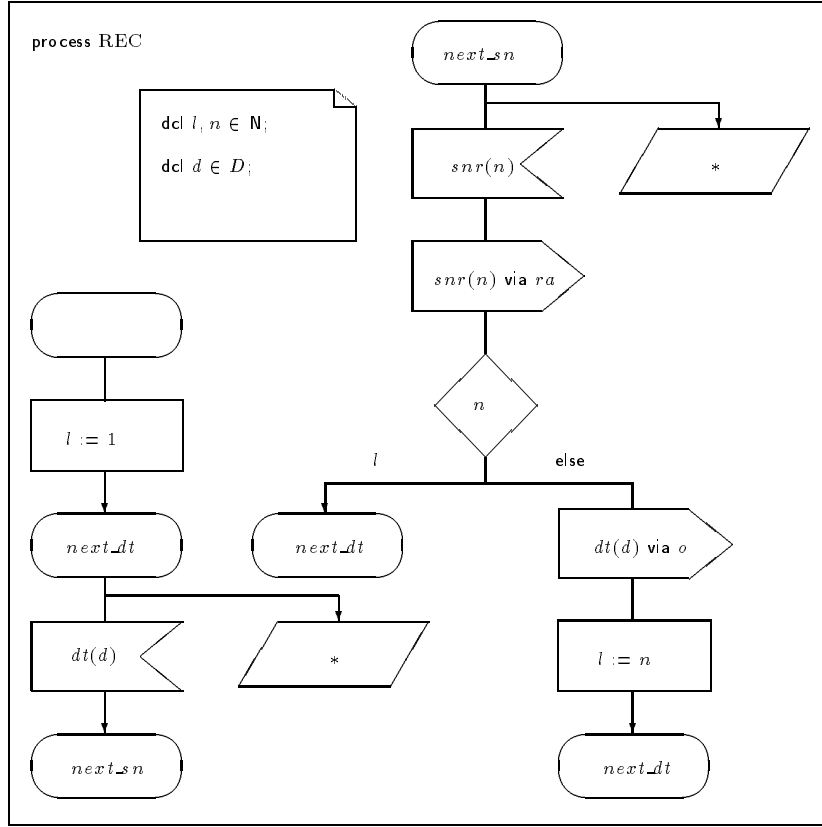 process REC
next_sn
dcl l, n ∈ N;
dcl d ∈ D;
snr(n)
*
snr(n) via ra
n
l := 1
l
else
next_dt
next_dt
dt(d) via o
dt(d)
*
l := n
next_sn
next_dt